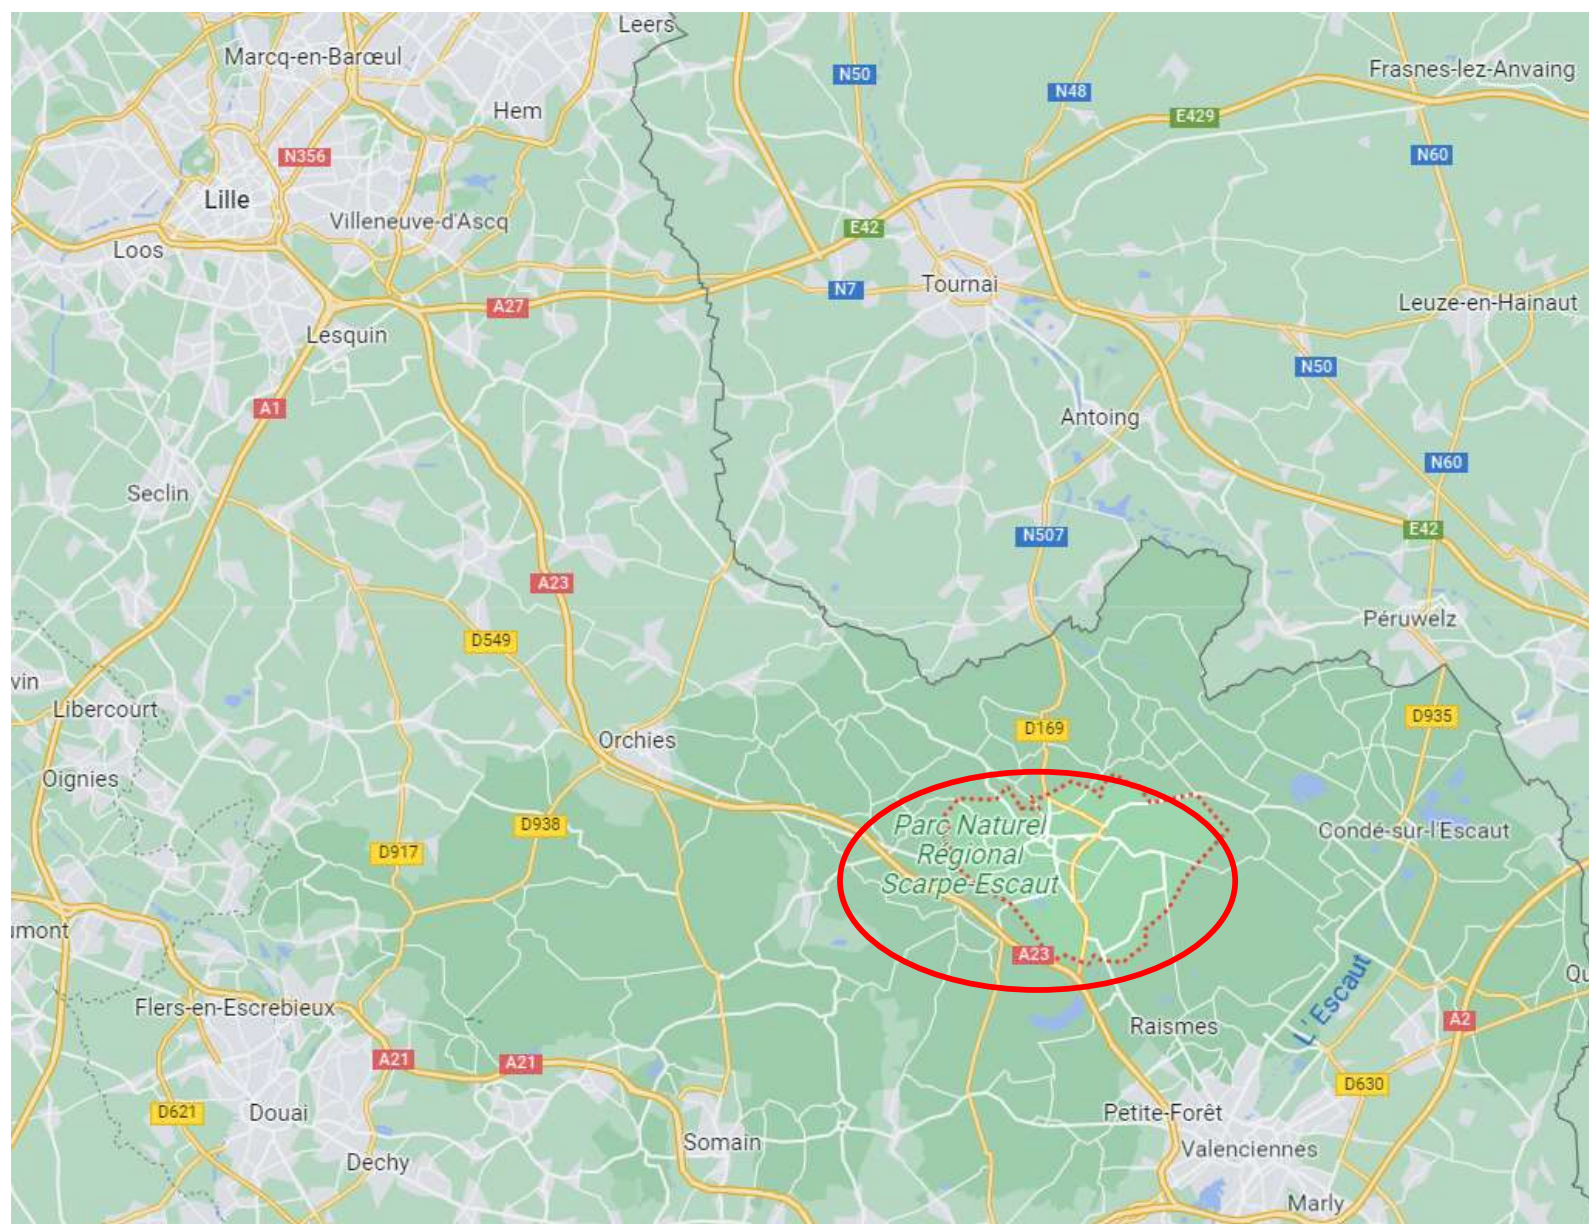 Leers
Marcq-en-Barœul
N50
Frasnes-lez-Anvaing
N48
Hem
E429
N356
N60
Lille
Villeneuve-d'Ascq
E42
Loos
Tournai
N7
Leuze-en-Hainaut
A27
Lesquin
N50
A1
Antoing
N60
Seclin
E42
N507
A23
Péruwelz
D549
vin
Libercourt
D935
D169
Orchies
Oignies
Parc Naturel
Régional
Scarpe-Escaut
D938
Condé-sur-l'Escaut
D917
umont
A23
Qu
L'Escaut
Flers-en-Escrebieux
Raismes
A2
A21
A21
D630
D621
Douai
Petite-Forêt
Somain
Valenciennes
Dechy
Marly